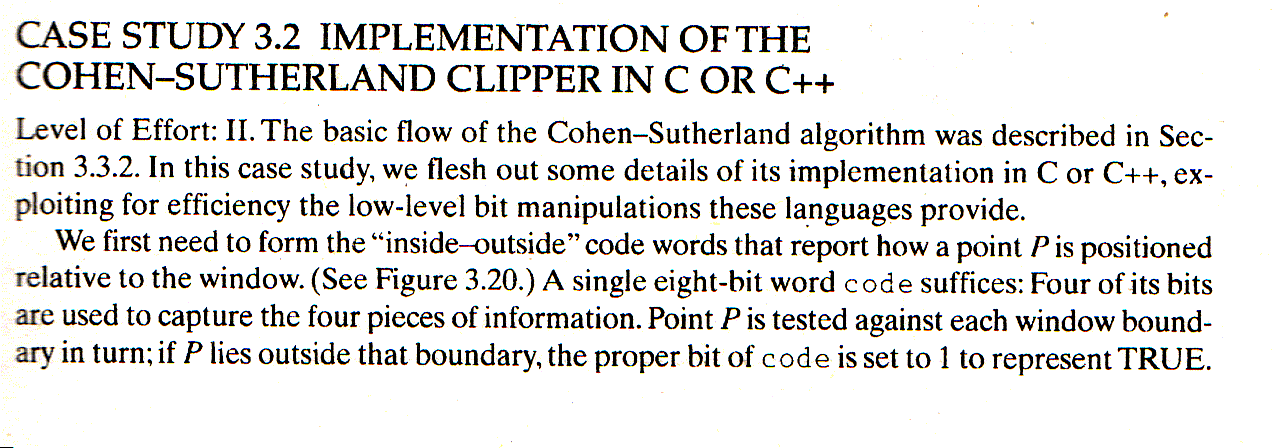 CASE STUDY 3.2 IMPLEMENTATION OF THE
COHEN–SUTHERLAND CLIPPER IN C OR C++
Level of Effort: II. The basic flow of the Cohen–Sutherland algorithm was described in Sec-
tion 3.3.2. In this case study, we flesh out some details of its implementation in C or C++, ex-
ploiting for efficiency the low-level bit manipulations these languages provide.
We first need to form the “inside–outside” code words that report how a point P is positioned
relative to the window. (See Figure 3.20.) A single eight-bit word code suffices: Four of its bits
are used to capture the four pieces of information. Point P is tested against each window bound-
ary in turn; if P lies outside that boundary, the proper bit of code is set to 1 to represent TRUE.